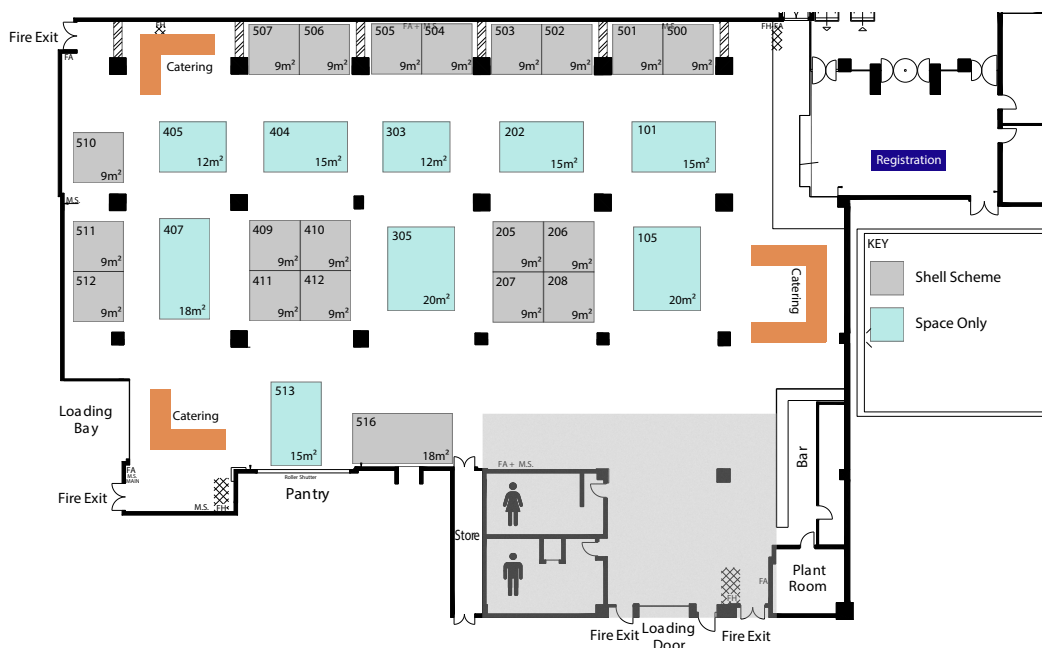 507
506
505
FA + M.S.
504
503
502
501
M.S.
500
FH
FH FA
Fire Exit
FA
Catering
9m²
9m²
9m²
9m²
9m²
9m²
9m²
9m²
510
9m²
405
12m²
404
15m²
303
12m²
202
15m²
101
15m²
Registration
M.S.
511
9m²
512
9m²
407
18m²
409
9m²
410
9m²
411
9m²
412
9m²
305
20m²
205
9m²
206
9m²
207
9m²
208
9m²
105
20m²
Catering
KEY
Shell Scheme
Space Only
Loading
Bay
Catering
513
15m²
516
18m²
Roller Shutter
Pantry
FA
M.S.
MAIN
Fire Exit
M.S.
FH
FA + M.S.
Store
Bar
Plant
Room
FA
FH
Fire Exit
Loading
Door
Fire Exit